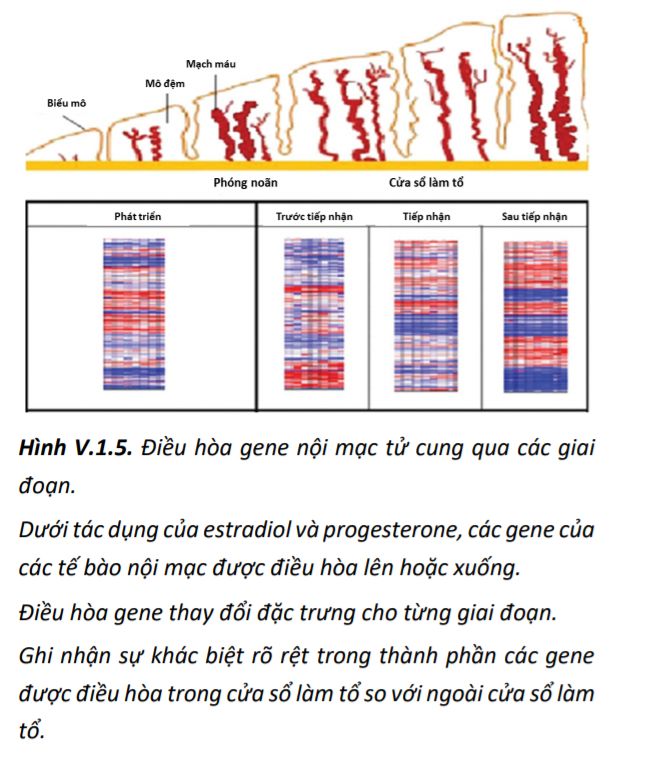 Mạch máu
Mô đệm
Biểu mô
Phóng noãn Cửa sổ làm tổ
Phát triển Trước tiếp nhận Tiếp nhận Sau tiếp nhận
Hình V.1.5. Điều hòa gene nội mạc tử cung qua các giai
đoạn.
Dưới tác dụng của estradiol và progesterone, các gene của
các tế bào nội mạc được điều hòa lên hoặc xuống.
Điều hòa gene thay đổi đặc trưng cho từng giai đoạn.
Ghi nhận sự khác biệt rõ rệt trong thành phần các gene
được điều hòa trong cửa sổ làm tổ so với ngoài cửa sổ làm
tổ.